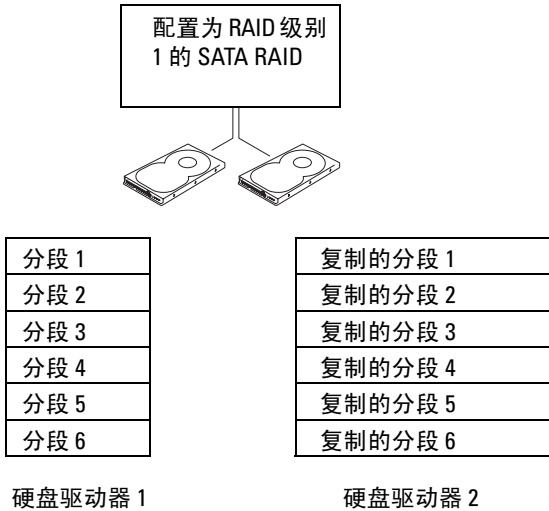 配置为 RAID 级别
1 的 SATA RAID
分段 1
分段 2
分段 3
分段 4
分段 5
分段 6
硬盘驱动器 1
复制的分段 1
复制的分段 2
复制的分段 3
复制的分段 4
复制的分段 5
复制的分段 6
硬盘驱动器 2